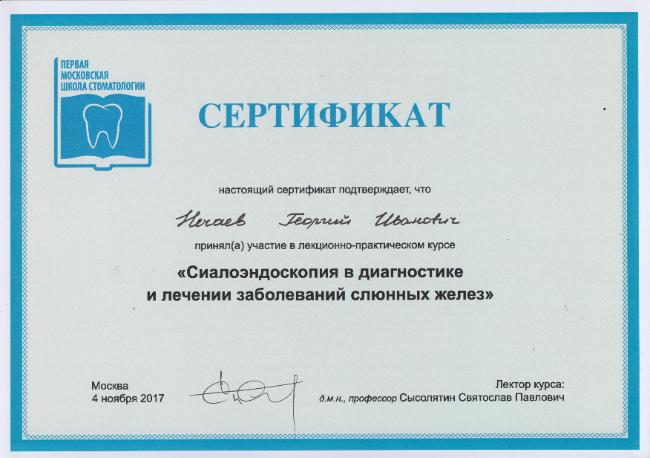 ПЕРВАЯ
МОСКОВСКАЯ
ШКОЛА СТОМАТОЛОГИИ
СЕРТИФИКАТ
настоящий сертификат подтверждает, что
Нечаев Георгий Иванович
принял(а) участие в лекционно-практическом курсе
«Сиалоэндоскопия в диагностике
и лечении заболеваний слюнных желез»
Москва
4 ноября 2017
Лектор курса:
д.м.н., профессор Сысолятин Святослав Павлович